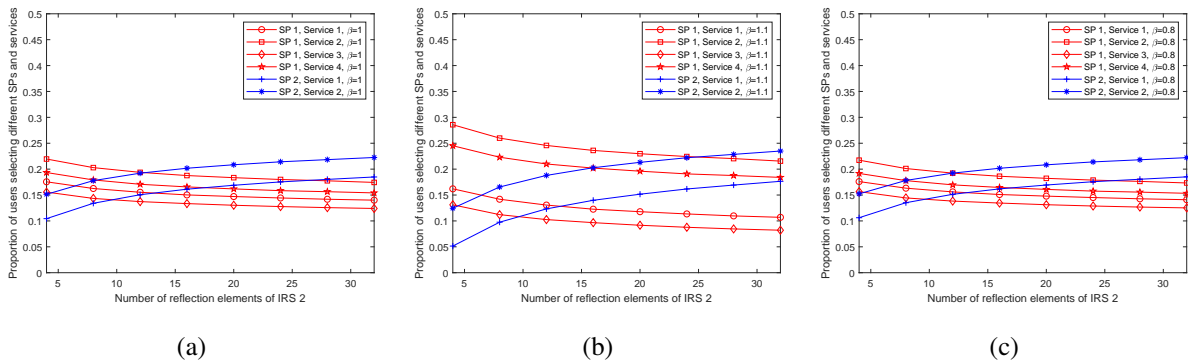 Proportion of users selecting different SPs and services
0.5
0.45
0.4
0.35
0.3
0.25
0.2
0.15
0.1
0.05
0
5 10 15 20 25 30
Number of reflection elements of IRS 2
SP 1, Service 1, β=1
SP 1, Service 2, β=1
SP 1, Service 3, β=1
SP 1, Service 4, β=1
SP 2, Service 1, β=1
SP 2, Service 2, β=1
(a)
Proportion of users selecting different SPs and services
0.5
0.45
0.4
0.35
0.3
0.25
0.2
0.15
0.1
0.05
0
5 10 15 20 25 30
Number of reflection elements of IRS 2
SP 1, Service 1, β=1.1
SP 1, Service 2, β=1.1
SP 1, Service 3, β=1.1
SP 1, Service 4, β=1.1
SP 2, Service 1, β=1.1
SP 2, Service 2, β=1.1
(b)
Proportion of users selecting different SPs and services
0.5
0.45
0.4
0.35
0.3
0.25
0.2
0.15
0.1
0.05
0
5 10 15 20 25 30
Number of reflection elements of IRS 2
SP 1, Service 1, β=0.8
SP 1, Service 2, β=0.8
SP 1, Service 3, β=0.8
SP 1, Service 4, β=0.8
SP 2, Service 1, β=0.8
SP 2, Service 2, β=0.8
(c)